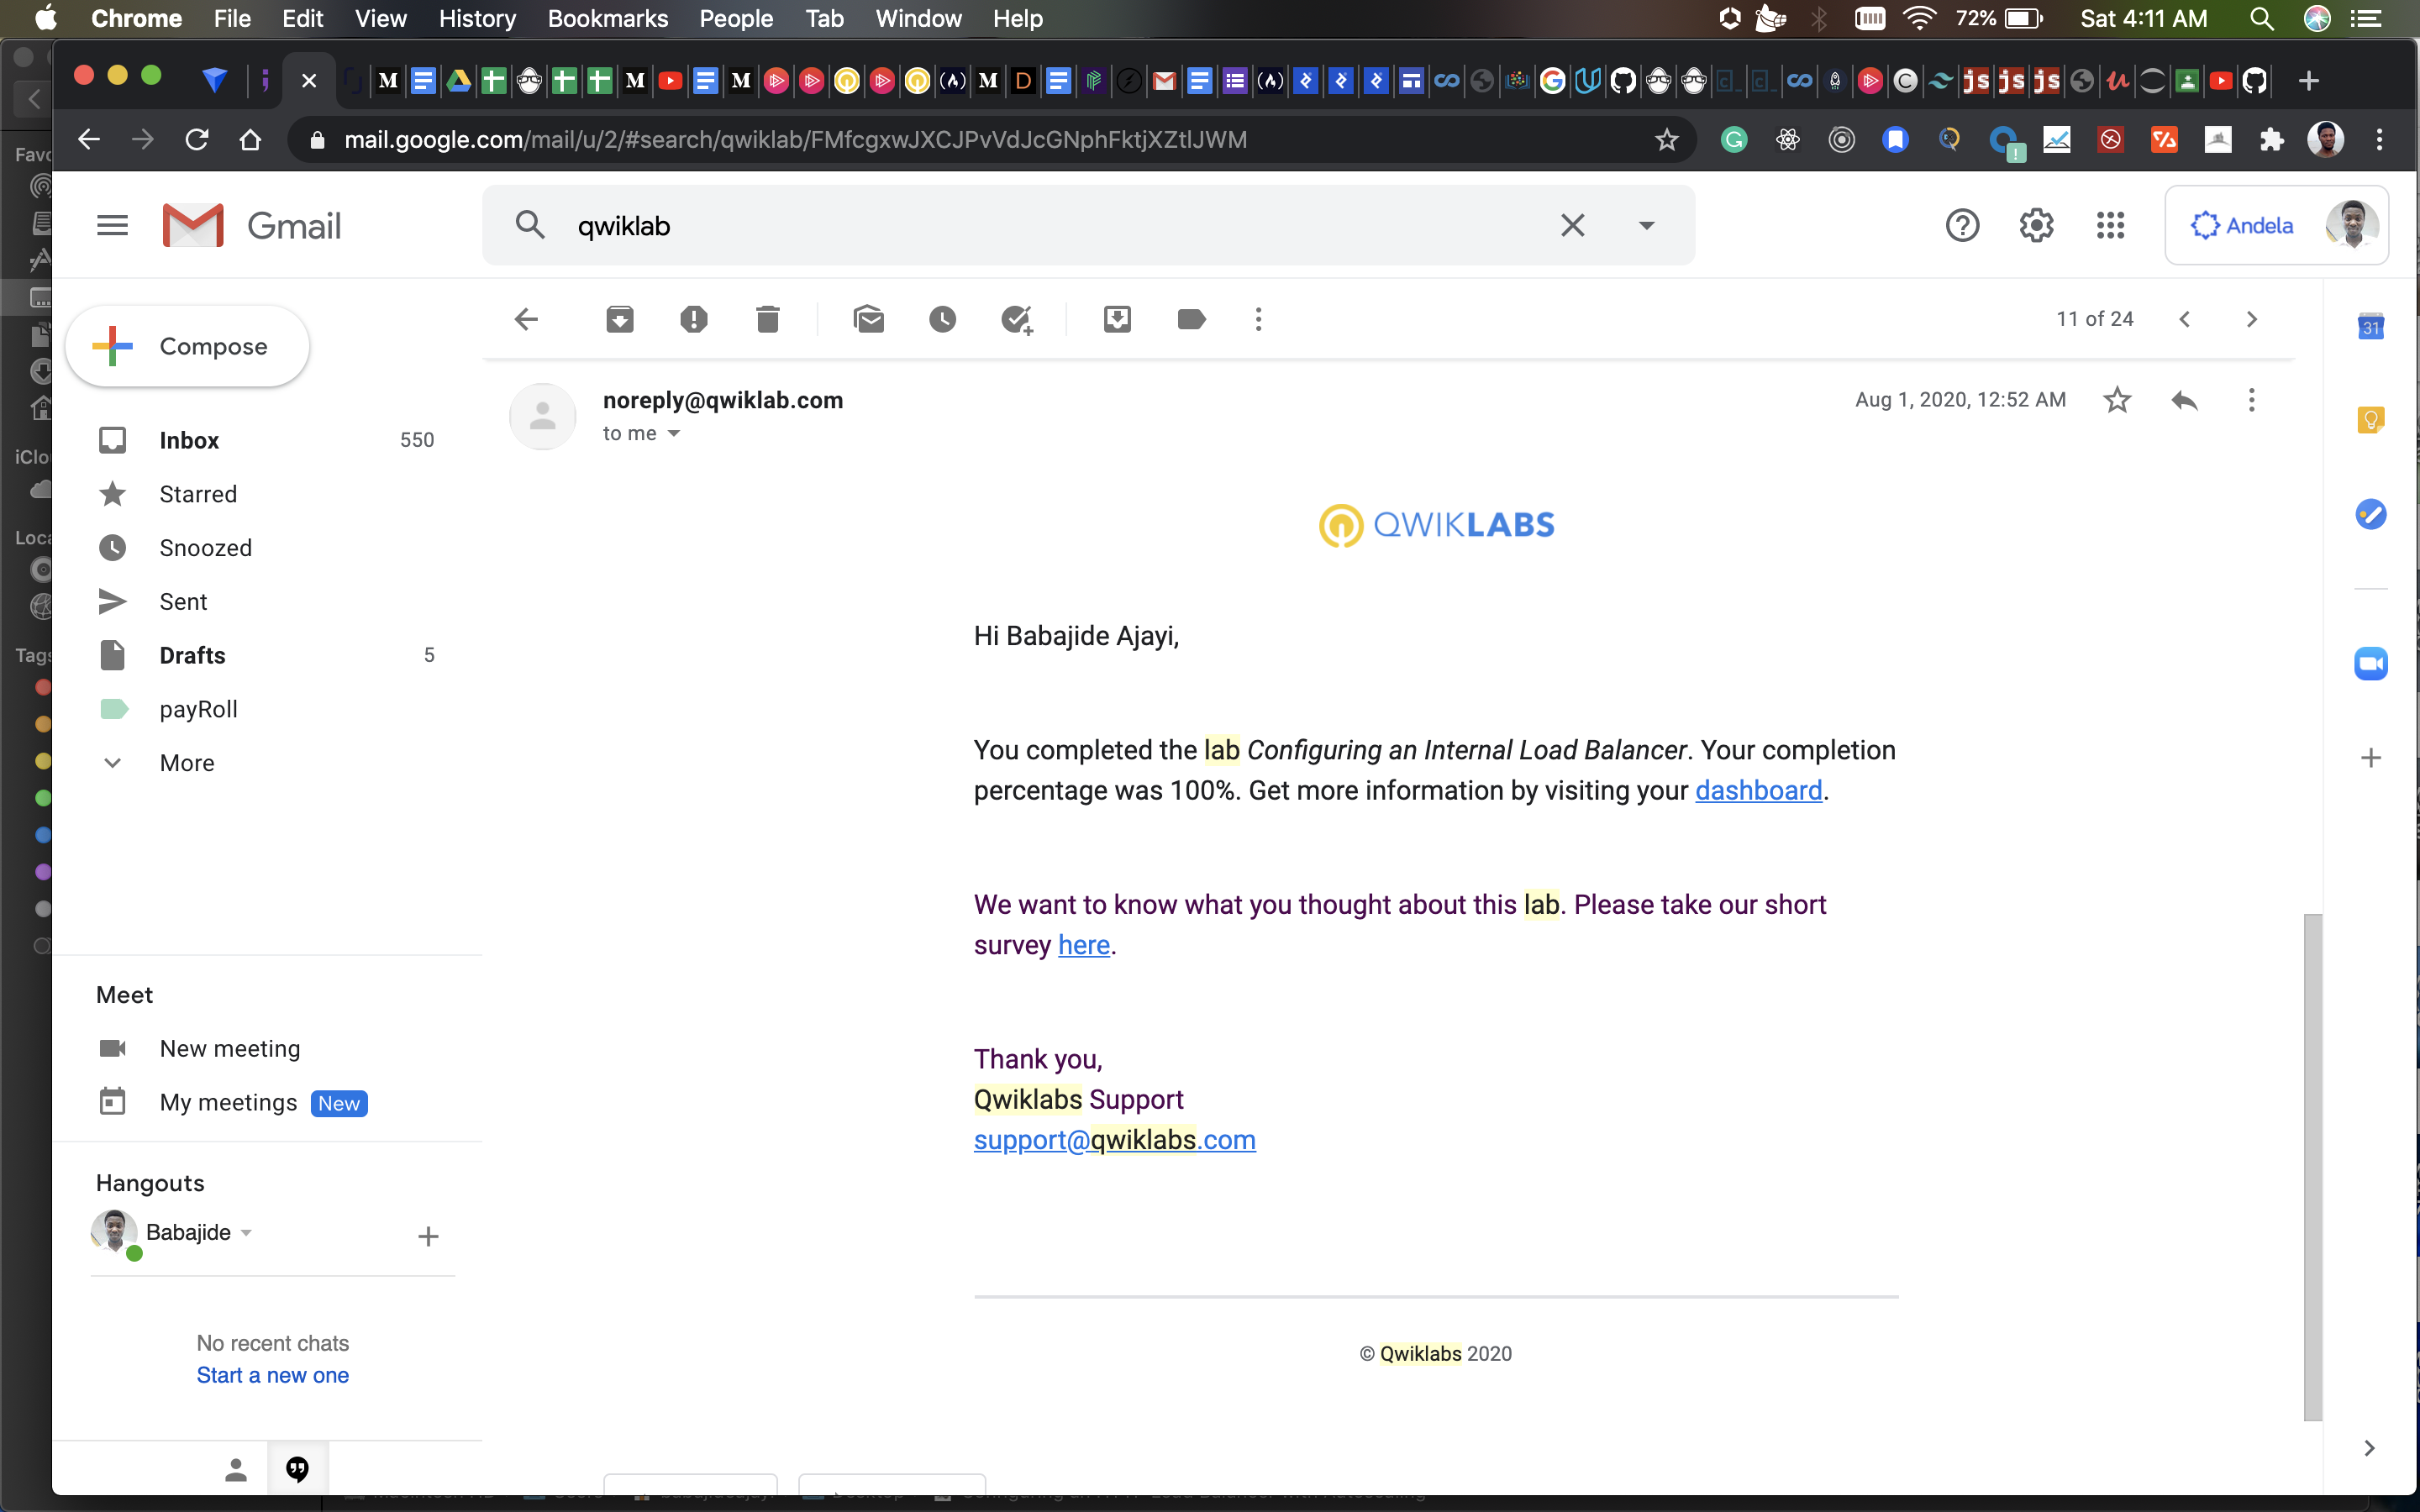 Chrome File Edit View History Bookmarks People Tab Window Help
72% Sat 4:11 AM
mail.google.com/mail/u/2/#search/qwiklab/FMfcgxwJXCJPvVdJcGNphFktjXZtlJWM
Gmail
qwiklab
Andela
Compose
11 of 24
31
Inbox 550
Starred
Snoozed
Sent
Drafts 5
payRoll
More
noreply@qwiklab.com
to me
Aug 1, 2020, 12:52 AM
QWIKLABS
Hi Babajide Ajayi,
You completed the lab Configuring an Internal Load Balancer. Your completion
percentage was 100%. Get more information by visiting your dashboard.
We want to know what you thought about this lab. Please take our short
survey here.
Thank you,
Qwiklabs Support
support@qwiklabs.com
© Qwiklabs 2020
Meet
New meeting
My meetings New
Hangouts
Babajide
No recent chats
Start a new one
Favo
iClo
Loca
Tags